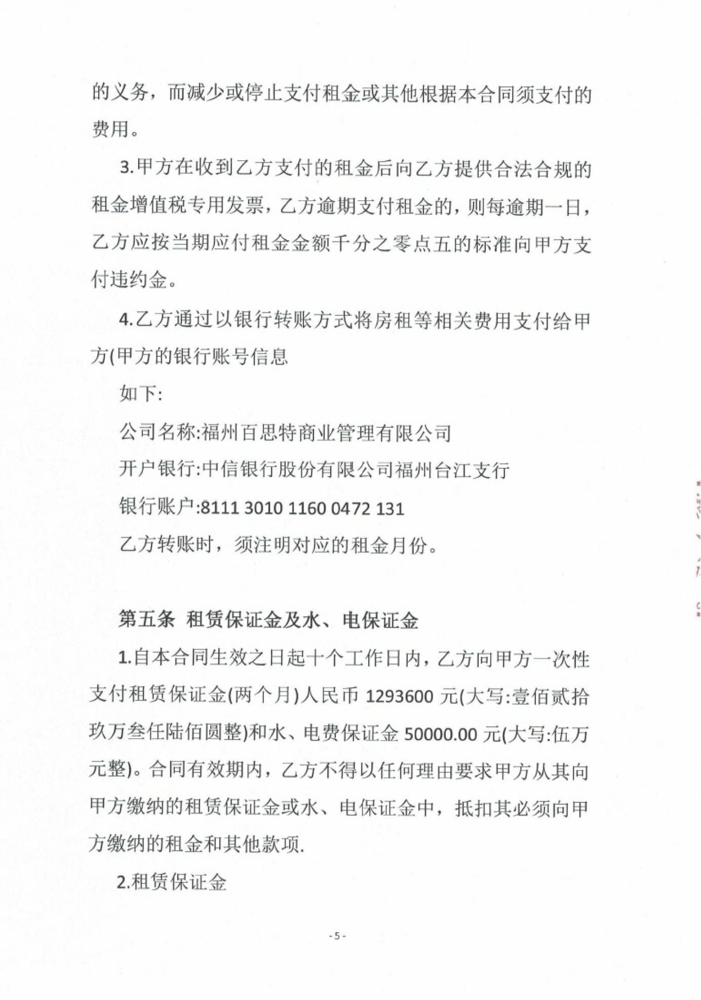 的义务，而减少或停止支付租金或其他根据本合同须支付的
费用。
3.甲方在收到乙方支付的租金后向乙方提供合法合规的
租金增值税专用发票，乙方逾期支付租金的，则每逾期一日，
乙方应按当期应付租金金额千分之零点五的标准向甲方支
付违约金。
4.乙方通过以银行转账方式将房租等相关费用支付给甲
方(甲方的银行账号信息
如下:
公司名称:福州百思特商业管理有限公司
开户银行:中信银行股份有限公司福州台江支行
银行账户:8111 3010 1160 0472 131
乙方转账时，须注明对应的租金月份。
第五条 租赁保证金及水、电保证金
1.自本合同生效之日起十个工作日内，乙方向甲方一次性
支付租赁保证金(两个月)人民币 1293600 元(大写:壹佰贰拾
玖万叁任陆佰圆整)和水、电费保证金 50000.00 元(大写:伍万
元整)。合同有效期内，乙方不得以任何理由要求甲方从其向
甲方缴纳的租赁保证金或水、电保证金中，抵扣其必须向甲
方缴纳的租金和其他款项.
2.租赁保证金
- 5 -